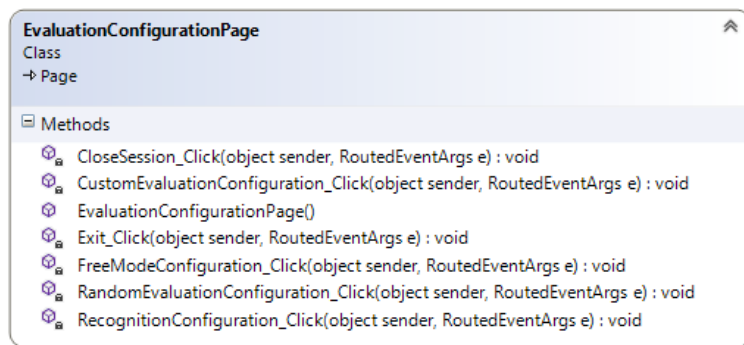 EvaluationConfigurationPage
Class
Page
Methods
CloseSession_Click(object sender, RoutedEventArgs e) : void
CustomEvaluationConfiguration_Click(object sender, RoutedEventArgs e) : void
EvaluationConfigurationPage()
Exit_Click(object sender, RoutedEventArgs e) : void
FreeModeConfiguration_Click(object sender, RoutedEventArgs e) : void
RandomEvaluationConfiguration_Click(object sender, RoutedEventArgs e) : void
RecognitionConfiguration_Click(object sender, RoutedEventArgs e) : void